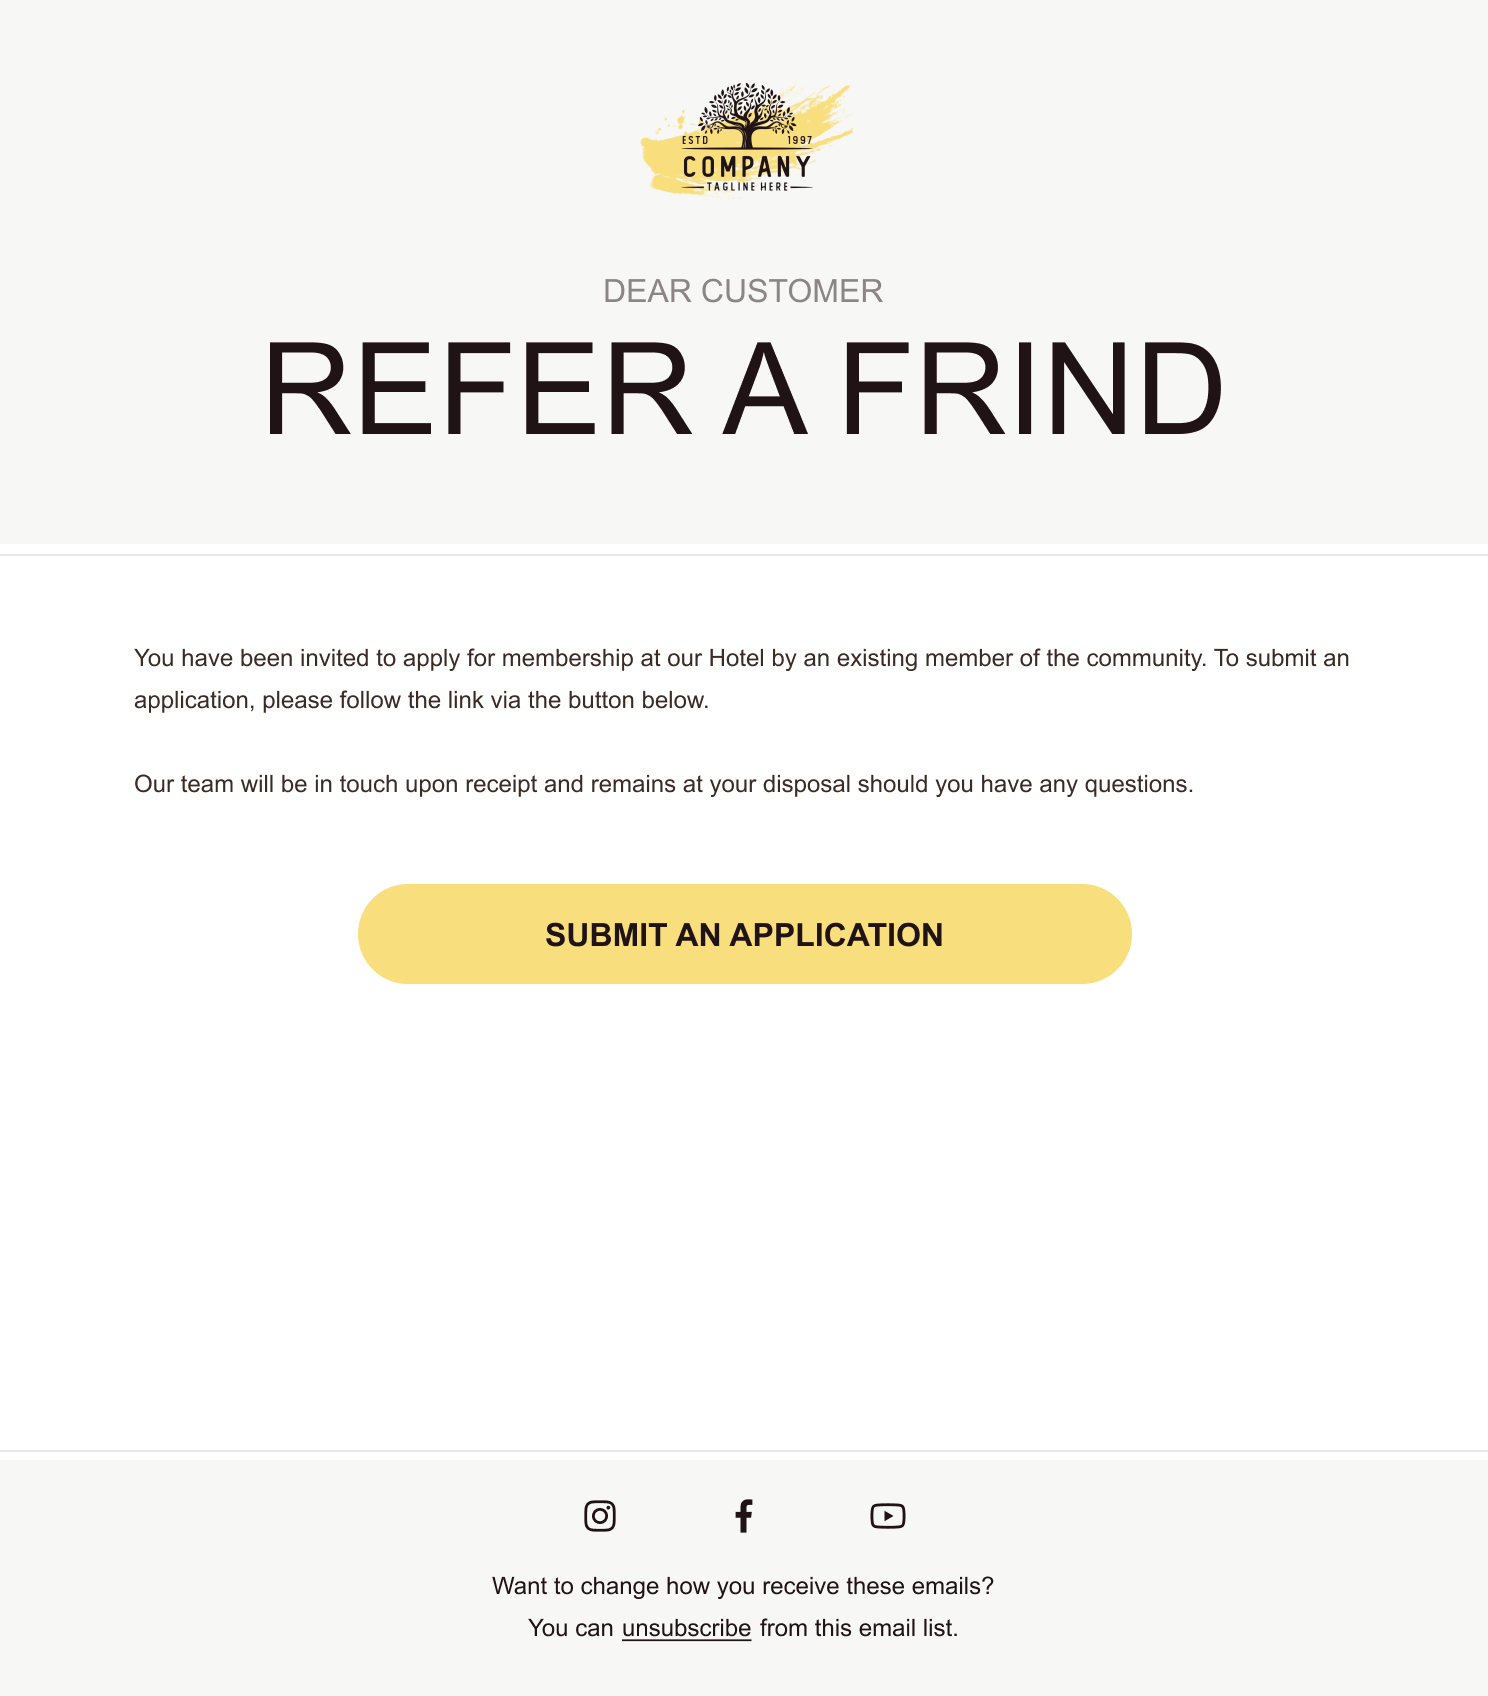 ESTD 1997
COMPANY
TAGLINE HERE
DEAR CUSTOMER
REFER A FRIND
You have been invited to apply for membership at our Hotel by an existing member of the community. To submit an
application, please follow the link via the button below.
Our team will be in touch upon receipt and remains at your disposal should you have any questions.
SUBMIT AN APPLICATION
Want to change how you receive these emails?
You can unsubscribe from this email list.